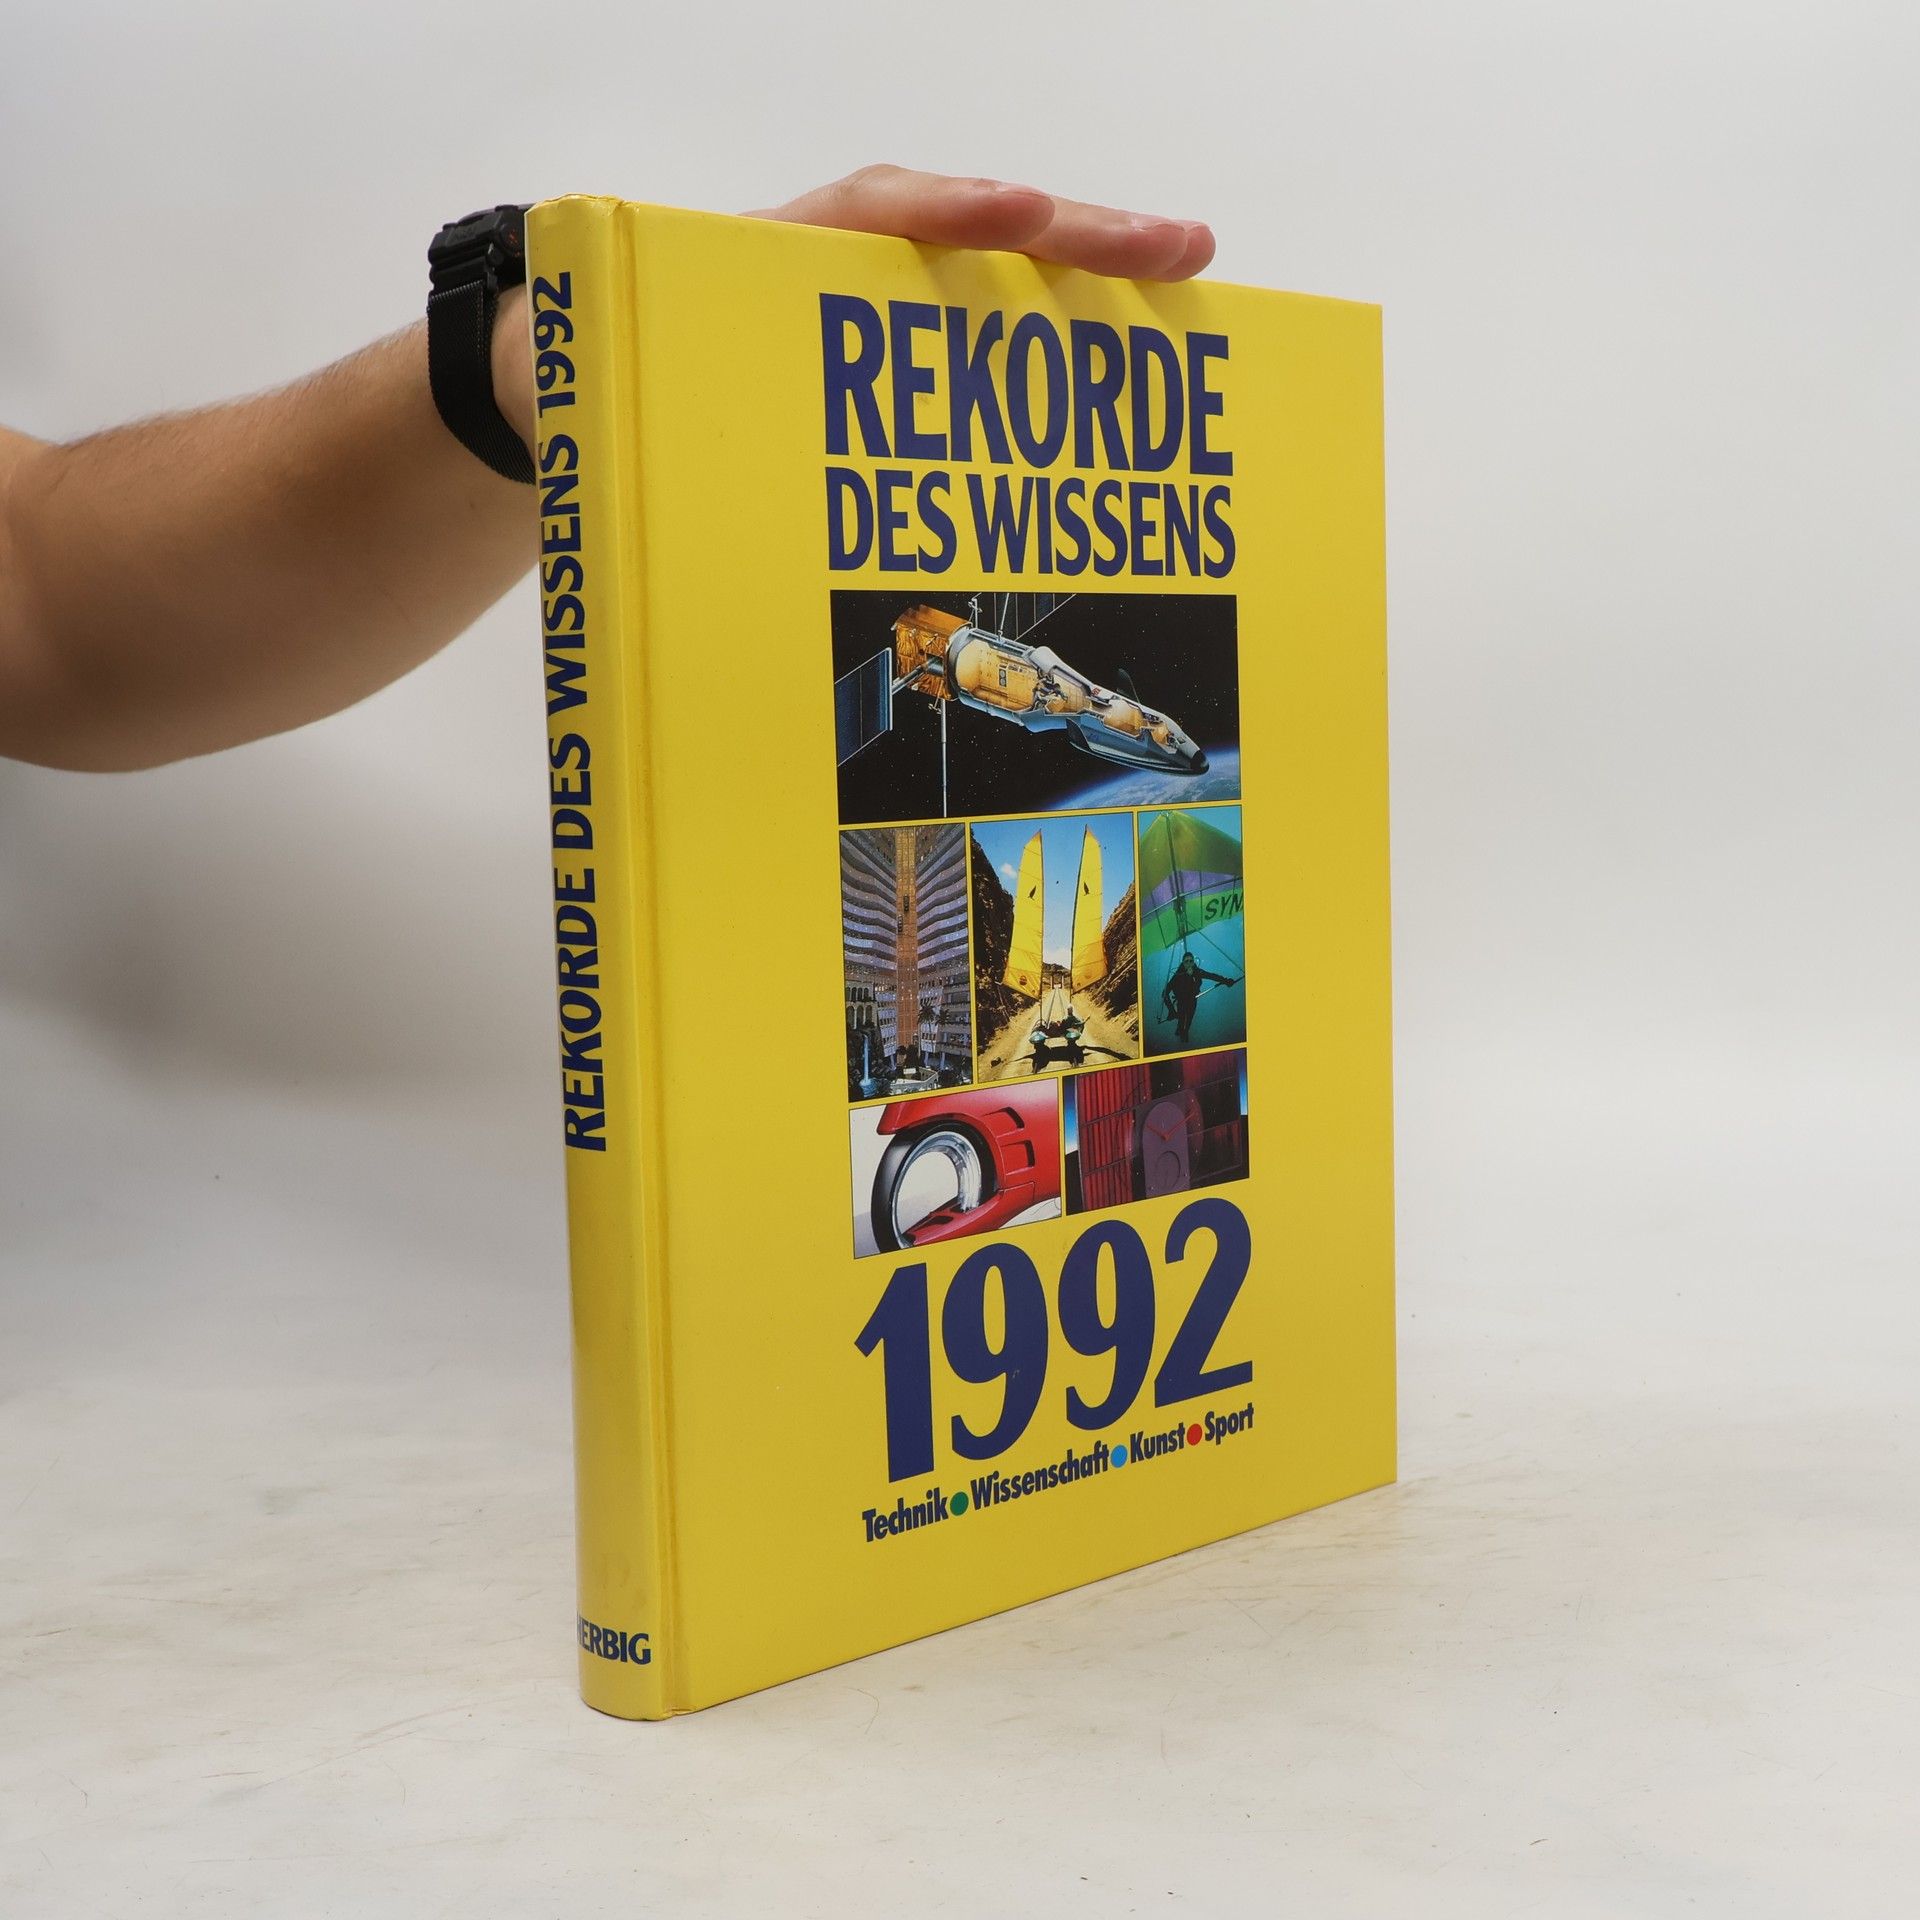 REKORDE DES WISSENS 1992
HERBIG
REKORDE
DES WISSENS
SYN
1992
Technik●Wissenschaft●Kunst●Sport